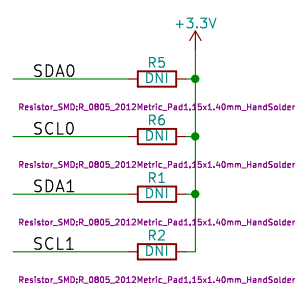 +3.3V
SDA0
R5
DNI
Resistor_SMD;R_0805_2012Metric_Pad1,15x1.40mm_HandSolder
SCL0
R6
DNI
Resistor_SMD;R_0805_2012Metric_Pad1,15x1.40mm_HandSolder
SDA1
R1
DNI
Resistor_SMD;R_0805_2012Metric_Pad1,15x1.40mm_HandSolder
SCL1
R2
DNI
Resistor_SMD;R_0805_2012Metric_Pad1,15x1.40mm_HandSolder